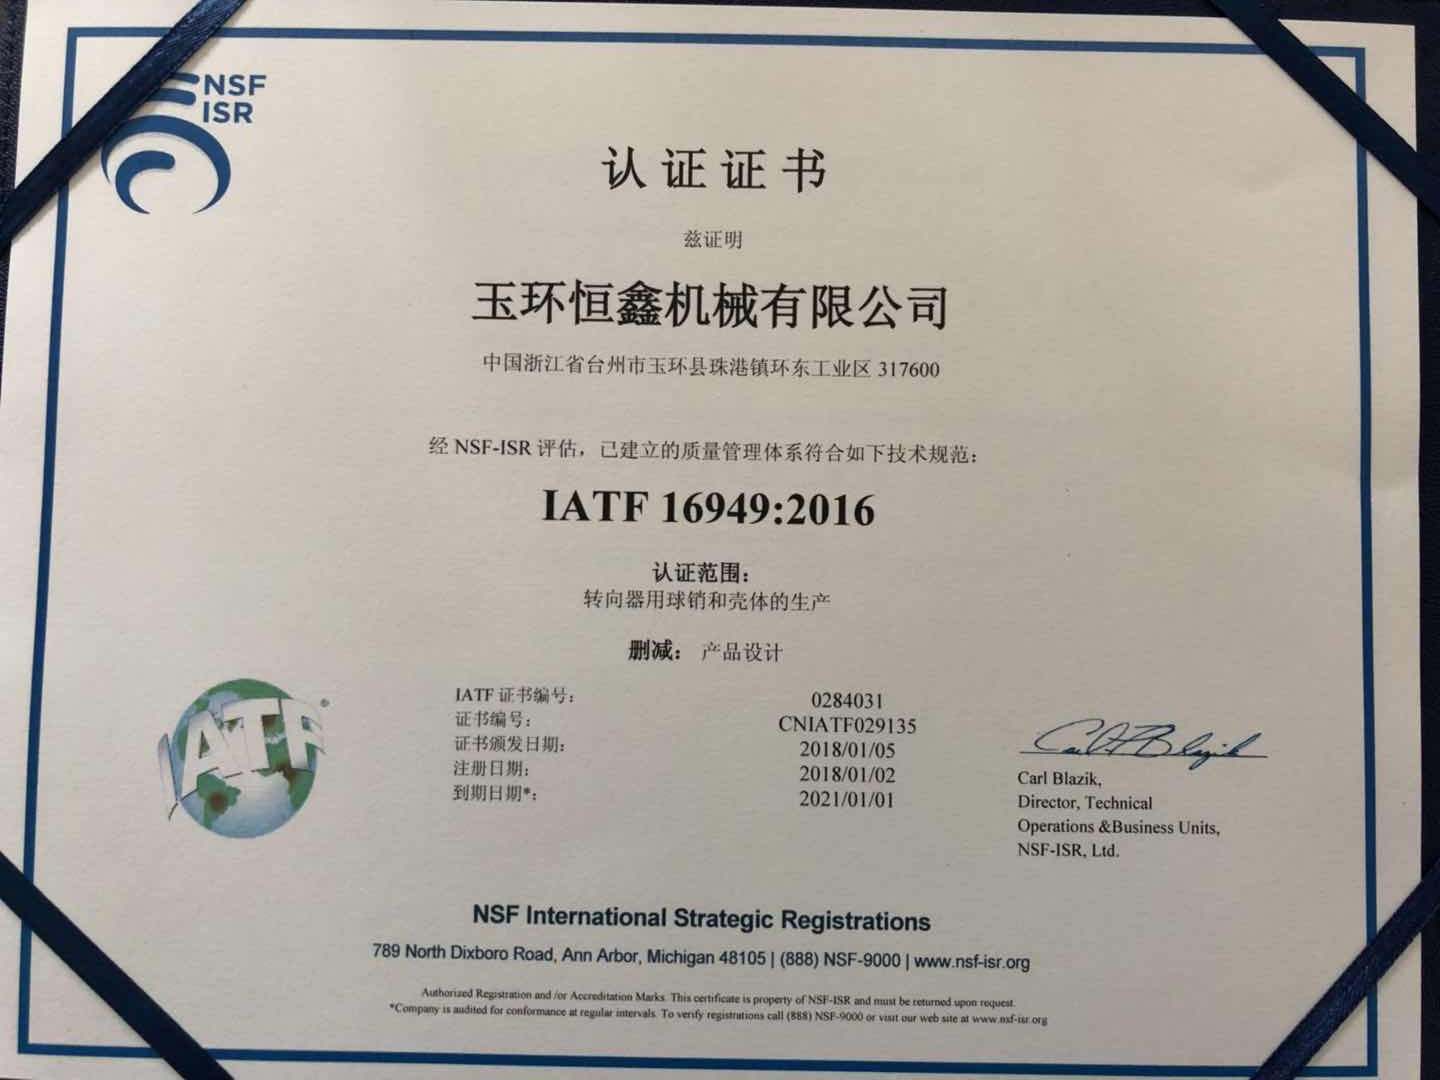 NSF
ISR
认证证书
兹证明
玉环恒鑫机械有限公司
中国浙江省台州市玉环县珠港镇环东工业区 317600
经 NSF-ISR 评估，已建立的质量管理体系符合如下技术规范：
IATF 16949:2016
认证范围：
转向器用球销和壳体的生产
删减： 产品设计
IATF 证书编号： 0284031
证书编号： CNIATF029135
证书颁发日期： 2018/01/05
注册日期： 2018/01/02
到期日期*： 2021/01/01
IATF®
Carl Blazik
Carl Blazik,
Director, Technical
Operations &Business Units,
NSF-ISR, Ltd.
NSF International Strategic Registrations
789 North Dixboro Road, Ann Arbor, Michigan 48105 | (888) NSF-9000 | www.nsf-isr.org
Authorized Registration and /or Accreditation Marks. This certificate is property of NSF-ISR and must be returned upon request.
*Company is audited for conformance at regular intervals. To verify registrations call (888) NSF-9000 or visit our web site at www.nsf-isr.org